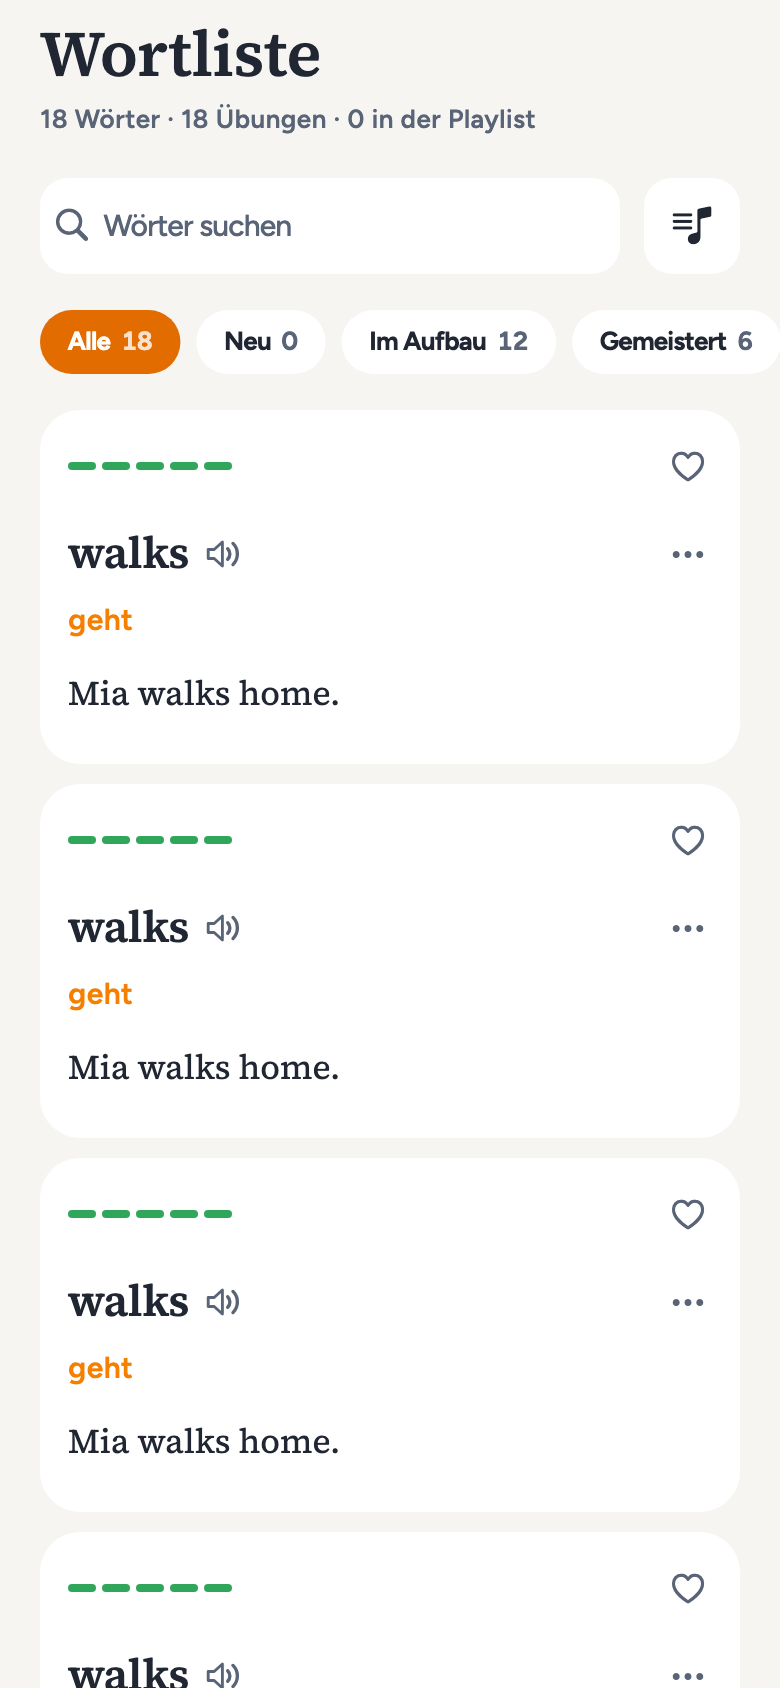 Wortliste
18 Wörter · 18 Übungen · 0 in der Playlist
Wörter suchen
Alle 18 Neu 0 Im Aufbau 12 Gemeistert 6
walks
geht
Mia walks home.
walks
geht
Mia walks home.
walks
geht
Mia walks home.
walks